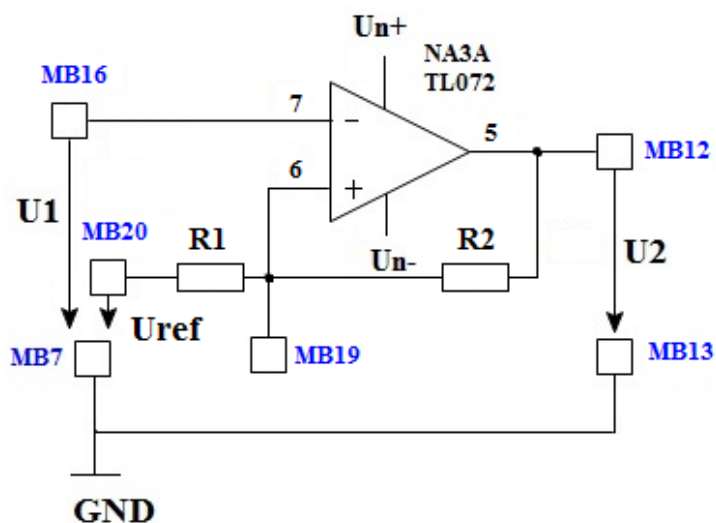 Un+
NA3A
TL072
MB16
7
-
5
MB12
6
+
U1
MB20
R1
Un-
R2
U2
Uref
MB7
MB19
MB13
GND